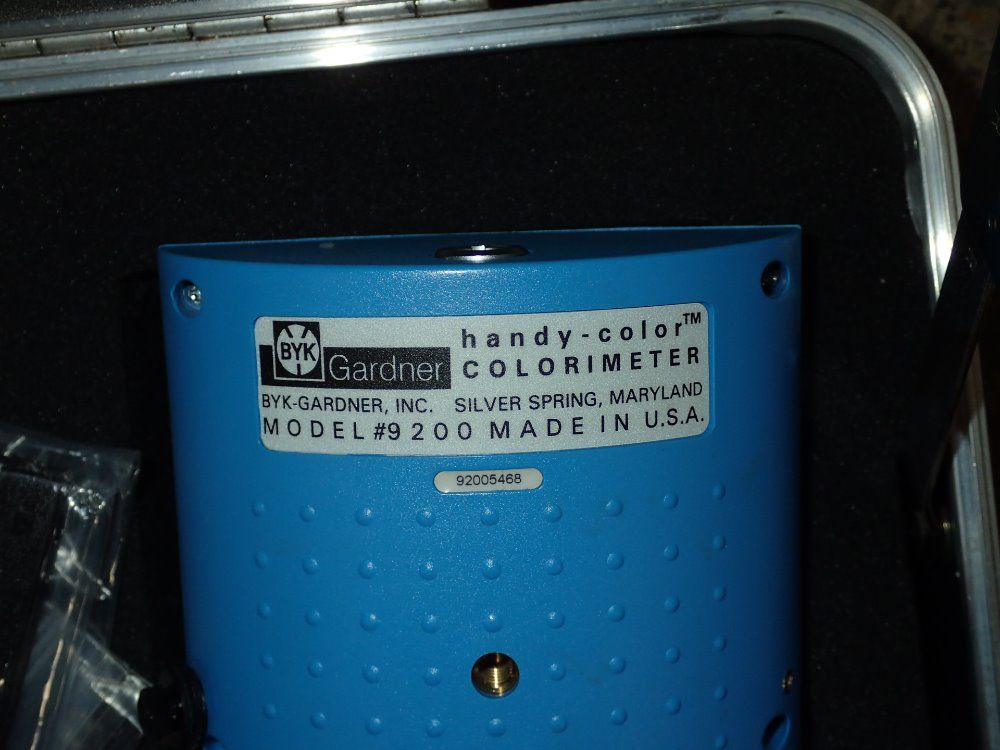 BYK
Gardner
handy-color™
COLORIMETER
BYK-GARDNER, INC. SILVER SPRING, MARYLAND
MODEL #9200 MADE IN U.S.A.
92005468